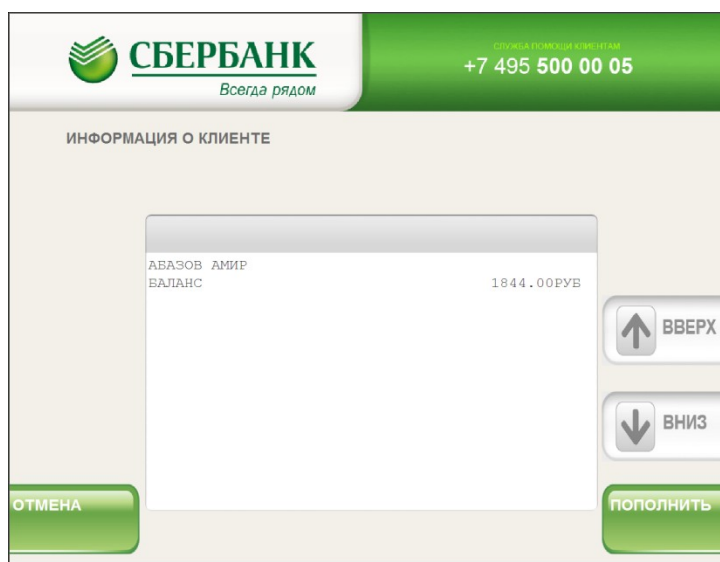 СБЕРБАНК
Всегда рядом
СЛУЖБА ПОМОЩИ КЛИЕНТАМ
+7 495 500 00 05
ИНФОРМАЦИЯ О КЛИЕНТЕ
АБАЗОВ АМИР
БАЛАНС 1844.00РУБ
ВВЕРХ
ВНИЗ
ОТМЕНА
ПОПОЛНИТЬ